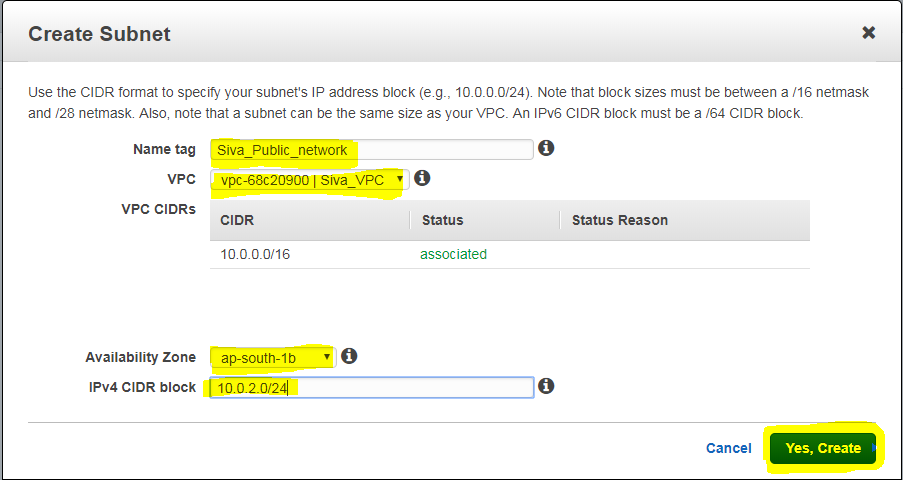 Create Subnet
Use the CIDR format to specify your subnet's IP address block (e.g., 10.0.0.0/24). Note that block sizes must be between a /16 netmask
and /28 netmask. Also, note that a subnet can be the same size as your VPC. An IPv6 CIDR block must be a /64 CIDR block.
Name tag Siva_Public_network
VPC vpc-68c20900 | Siva_VPC
VPC CIDRs
CIDR Status Status Reason
10.0.0.0/16 associated
Availability Zone ap-south-1b
IPv4 CIDR block 10.0.2.0/24
Cancel Yes, Create